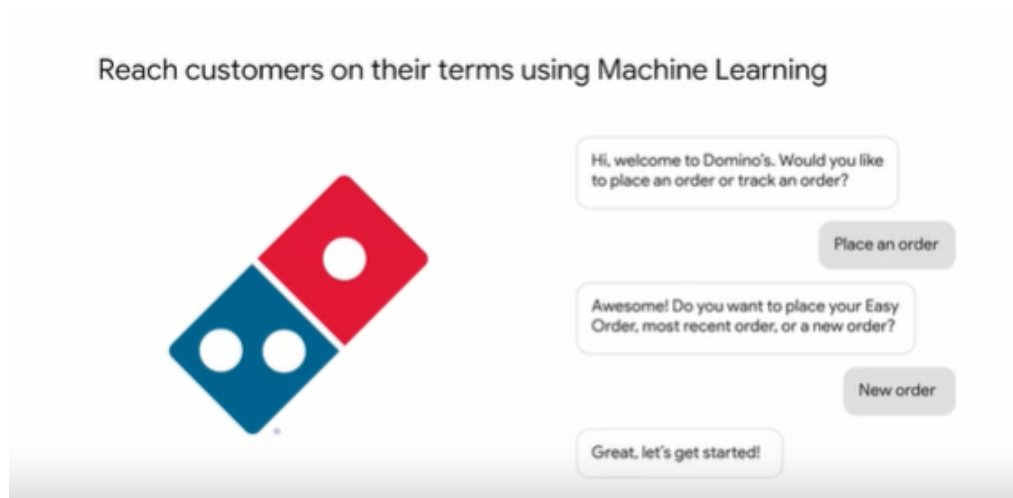 Reach customers on their terms using Machine Learning
Hi, welcome to Domino's. Would you like
to place an order or track an order?
Place an order
Awesome! Do you want to place your Easy
Order, most recent order, or a new order?
New order
Great, let's get started!